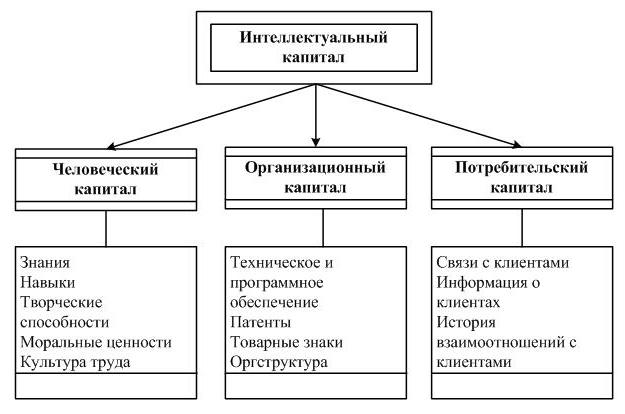 Интеллектуальный
капитал
Человеческий
капитал
Организационный
капитал
Потребительский
капитал
Знания
Навыки
Творческие
способности
Моральные ценности
Культура труда
Техническое и
программное
обеспечение
Патенты
Товарные знаки
Оргструктура
Связи с клиентами
Информация о
клиентах
История
взаимоотношений с
клиентами